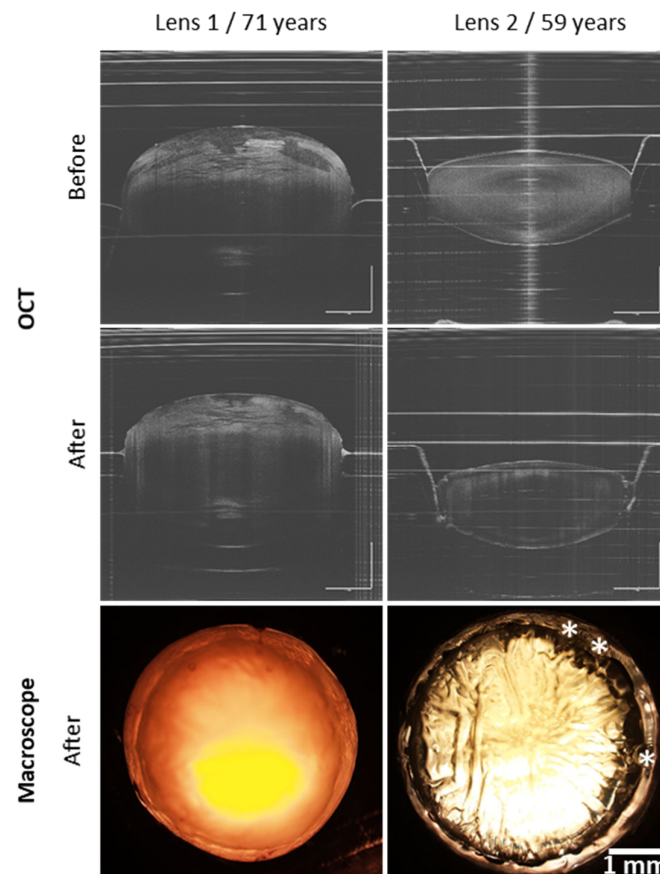 Lens 1 / 71 years
Lens 2 / 59 years
OCT
Before
After
Macroscope
After
*
*
*
1 mm